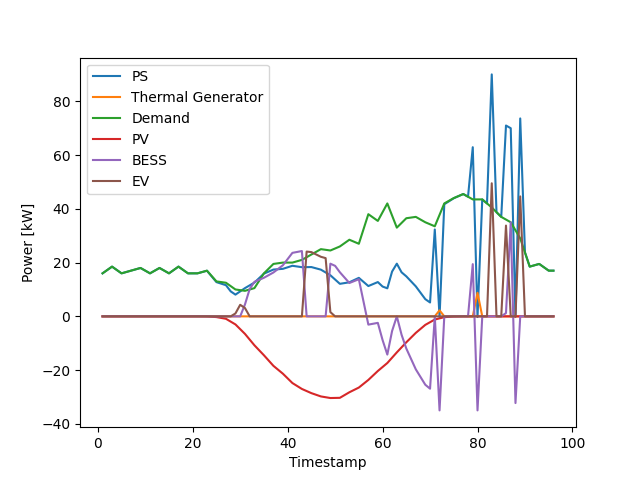 PS
Thermal Generator
Demand
PV
BESS
EV
Power [kW]
80
60
40
20
0
−20
−40
0 20 40 60 80 100
Timestamp